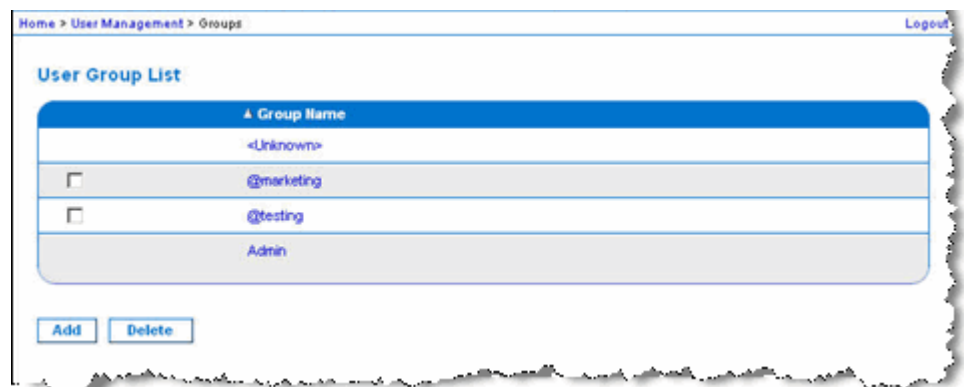 Home > User Management > Groups Logout
User Group List
▲ Group Name
<Unknown>
@marketing
@testing
Admin
Add Delete